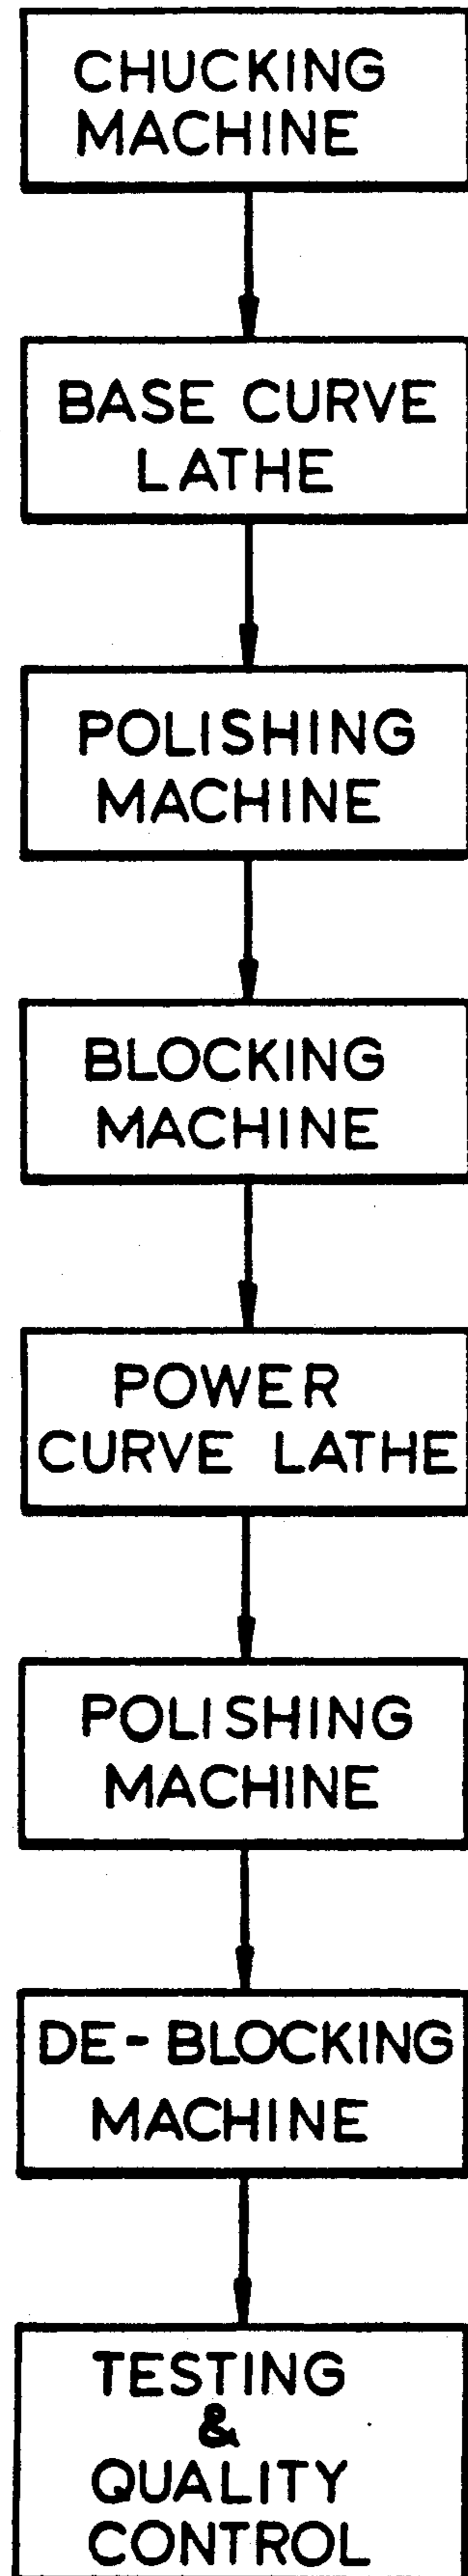 CHUCKING
MACHINE
BASE CURVE
LATHE
POLISHING
MACHINE
BLOCKING
MACHINE
POWER
CURVE LATHE
POLISHING
MACHINE
DE-BLOCKING
MACHINE
TESTING
&
QUALITY
CONTROL